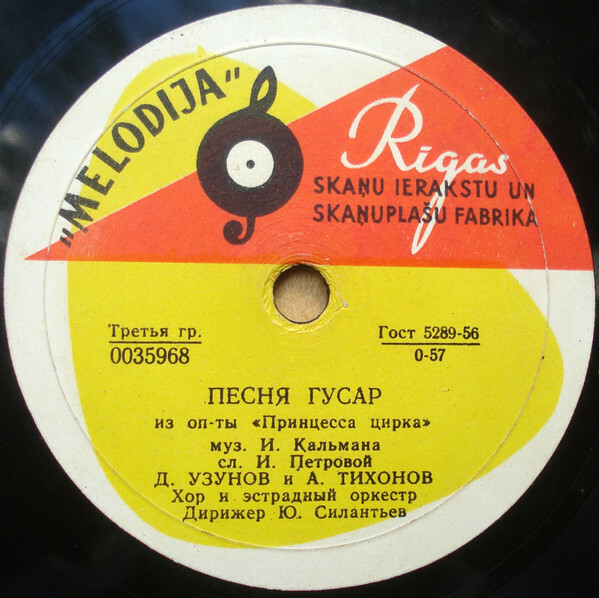 „MELODIJA"
Rīgas
SKAŅU IERAKSTU UN
SKAŅUPLAŠU FABRIKA
Третья гр.
0035968
Гост 5289-56
0-57
ПЕСНЯ ГУСАР
из оп-ты «Принцесса цирка»
муз. И. Кальмана
сл. И. Петровой
Д. УЗУНОВ и А. ТИХОНОВ
Хор и эстрадный оркестр
Дирижер Ю. Силантьев